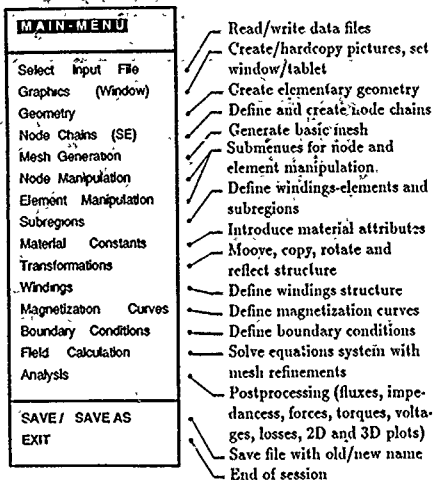 MAIN-MENU
Select Input File
Graphics (Window)
Geometry
Node Chains (SE)
Mesh Generation
Node Manipulation
Element Manipulation
Subregions
Material Constants
Transformations
Windings
Magnetization Curves
Boundary Conditions
Field Calculation
Analysis
SAVE / SAVE AS
EXIT
Read/write data files
Create/hardcopy pictures, set
window/tablet
Create elementary geometry
Define and create node chains
Generate basic mesh
Submenues for node and
element manipulation.
Define windings-elements and
subregions
Introduce material attributes
Moove, copy, rotate and
reflect structure
Define windings structure
Define magnetization curves
Define boundary conditions
Solve equations system with
mesh refinements
Postprocessing (fluxes, impe-
dancess, forces, torques, volta-
ges, losses, 2D and 3D plots)
Save file with old/new name
End of session